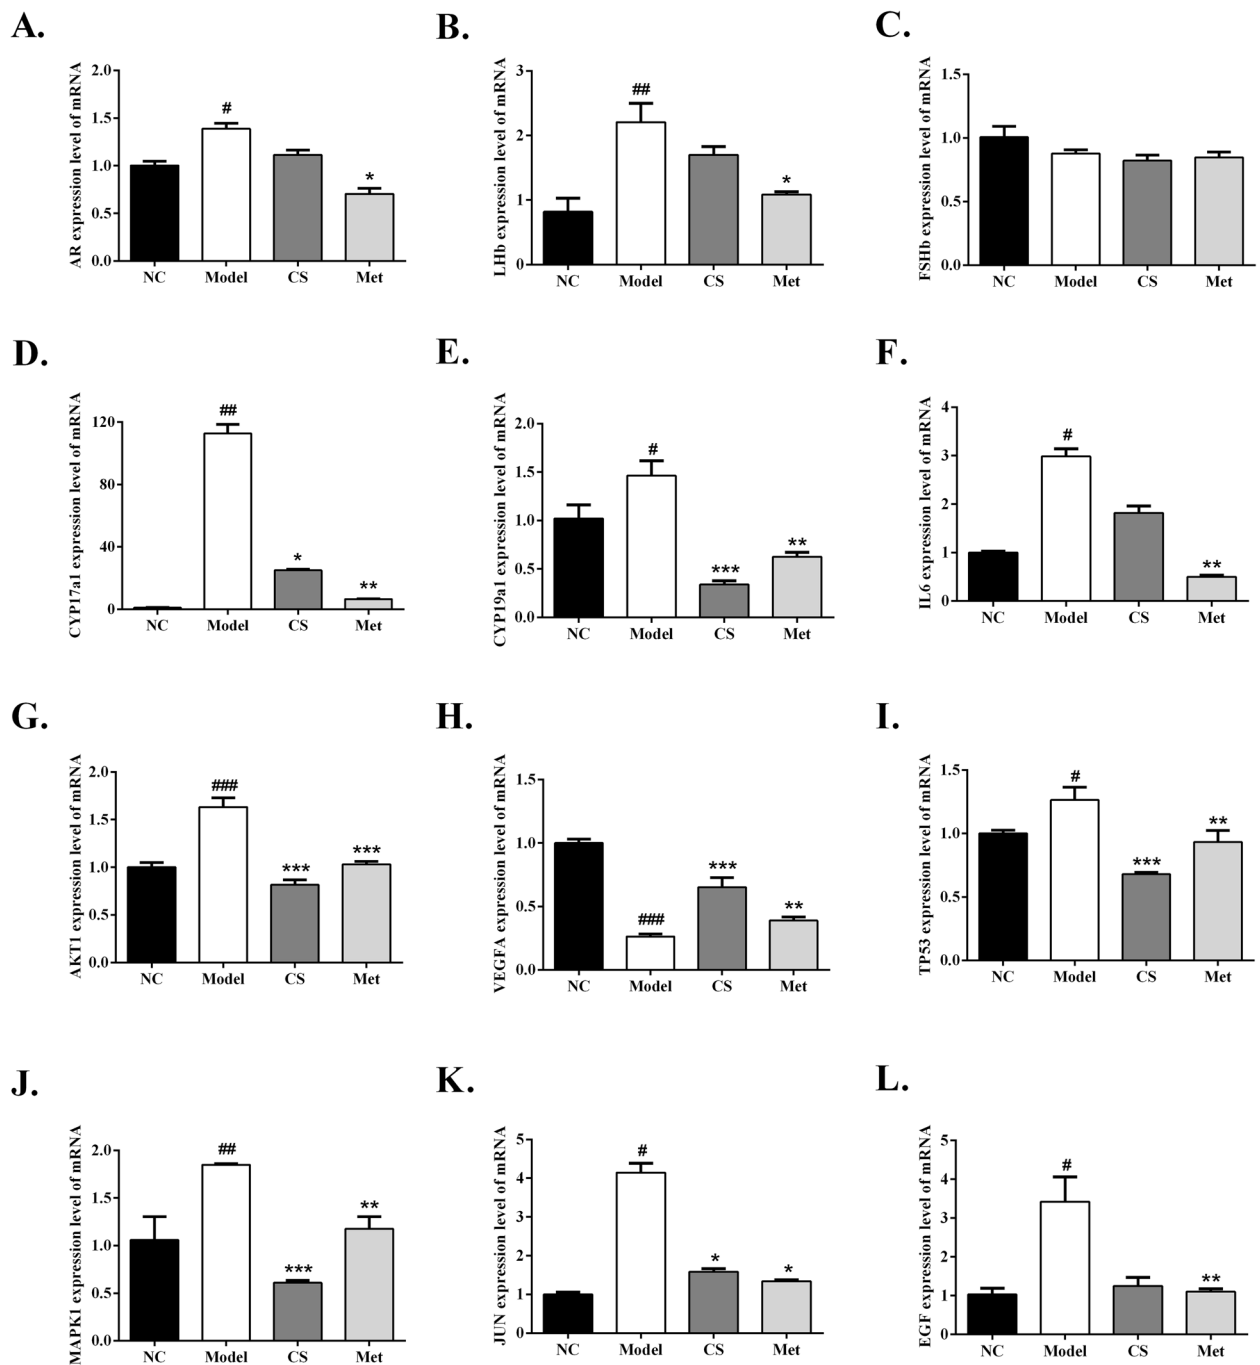 A.
AR expression level of mRNA
2.0
1.5
1.0
0.5
0.0
#
*
NC Model CS Met
B.
LHb expression level of mRNA
3
2
1
0
##
*
NC Model CS Met
C.
FSHb expression level of mRNA
1.5
1.0
0.5
0.0
NC Model CS Met
D.
CYP17a1 expression level of mRNA
120
80
40
0
##
*
**
NC Model CS Met
E.
CYP19a1 expression level of mRNA
2.0
1.5
1.0
0.5
0.0
#
***
**
NC Model CS Met
F.
IL6 expression level of mRNA
4
3
2
1
0
#
**
NC Model CS Met
G.
AKT1 expression level of mRNA
2.0
1.5
1.0
0.5
0.0
###
***
***
NC Model CS Met
H.
VEGFA expression level of mRNA
1.5
1.0
0.5
0.0
###
***
**
NC Model CS Met
I.
TP53 expression level of mRNA
1.5
1.0
0.5
0.0
#
***
**
NC Model CS Met
J.
MAPK1 expression level of mRNA
2.0
1.5
1.0
0.5
0.0
##
***
**
NC Model CS Met
K.
JUN expression level of mRNA
5
4
3
2
1
0
#
*
*
NC Model CS Met
L.
EGF expression level of mRNA
5
4
3
2
1
0
#
**
NC Model CS Met